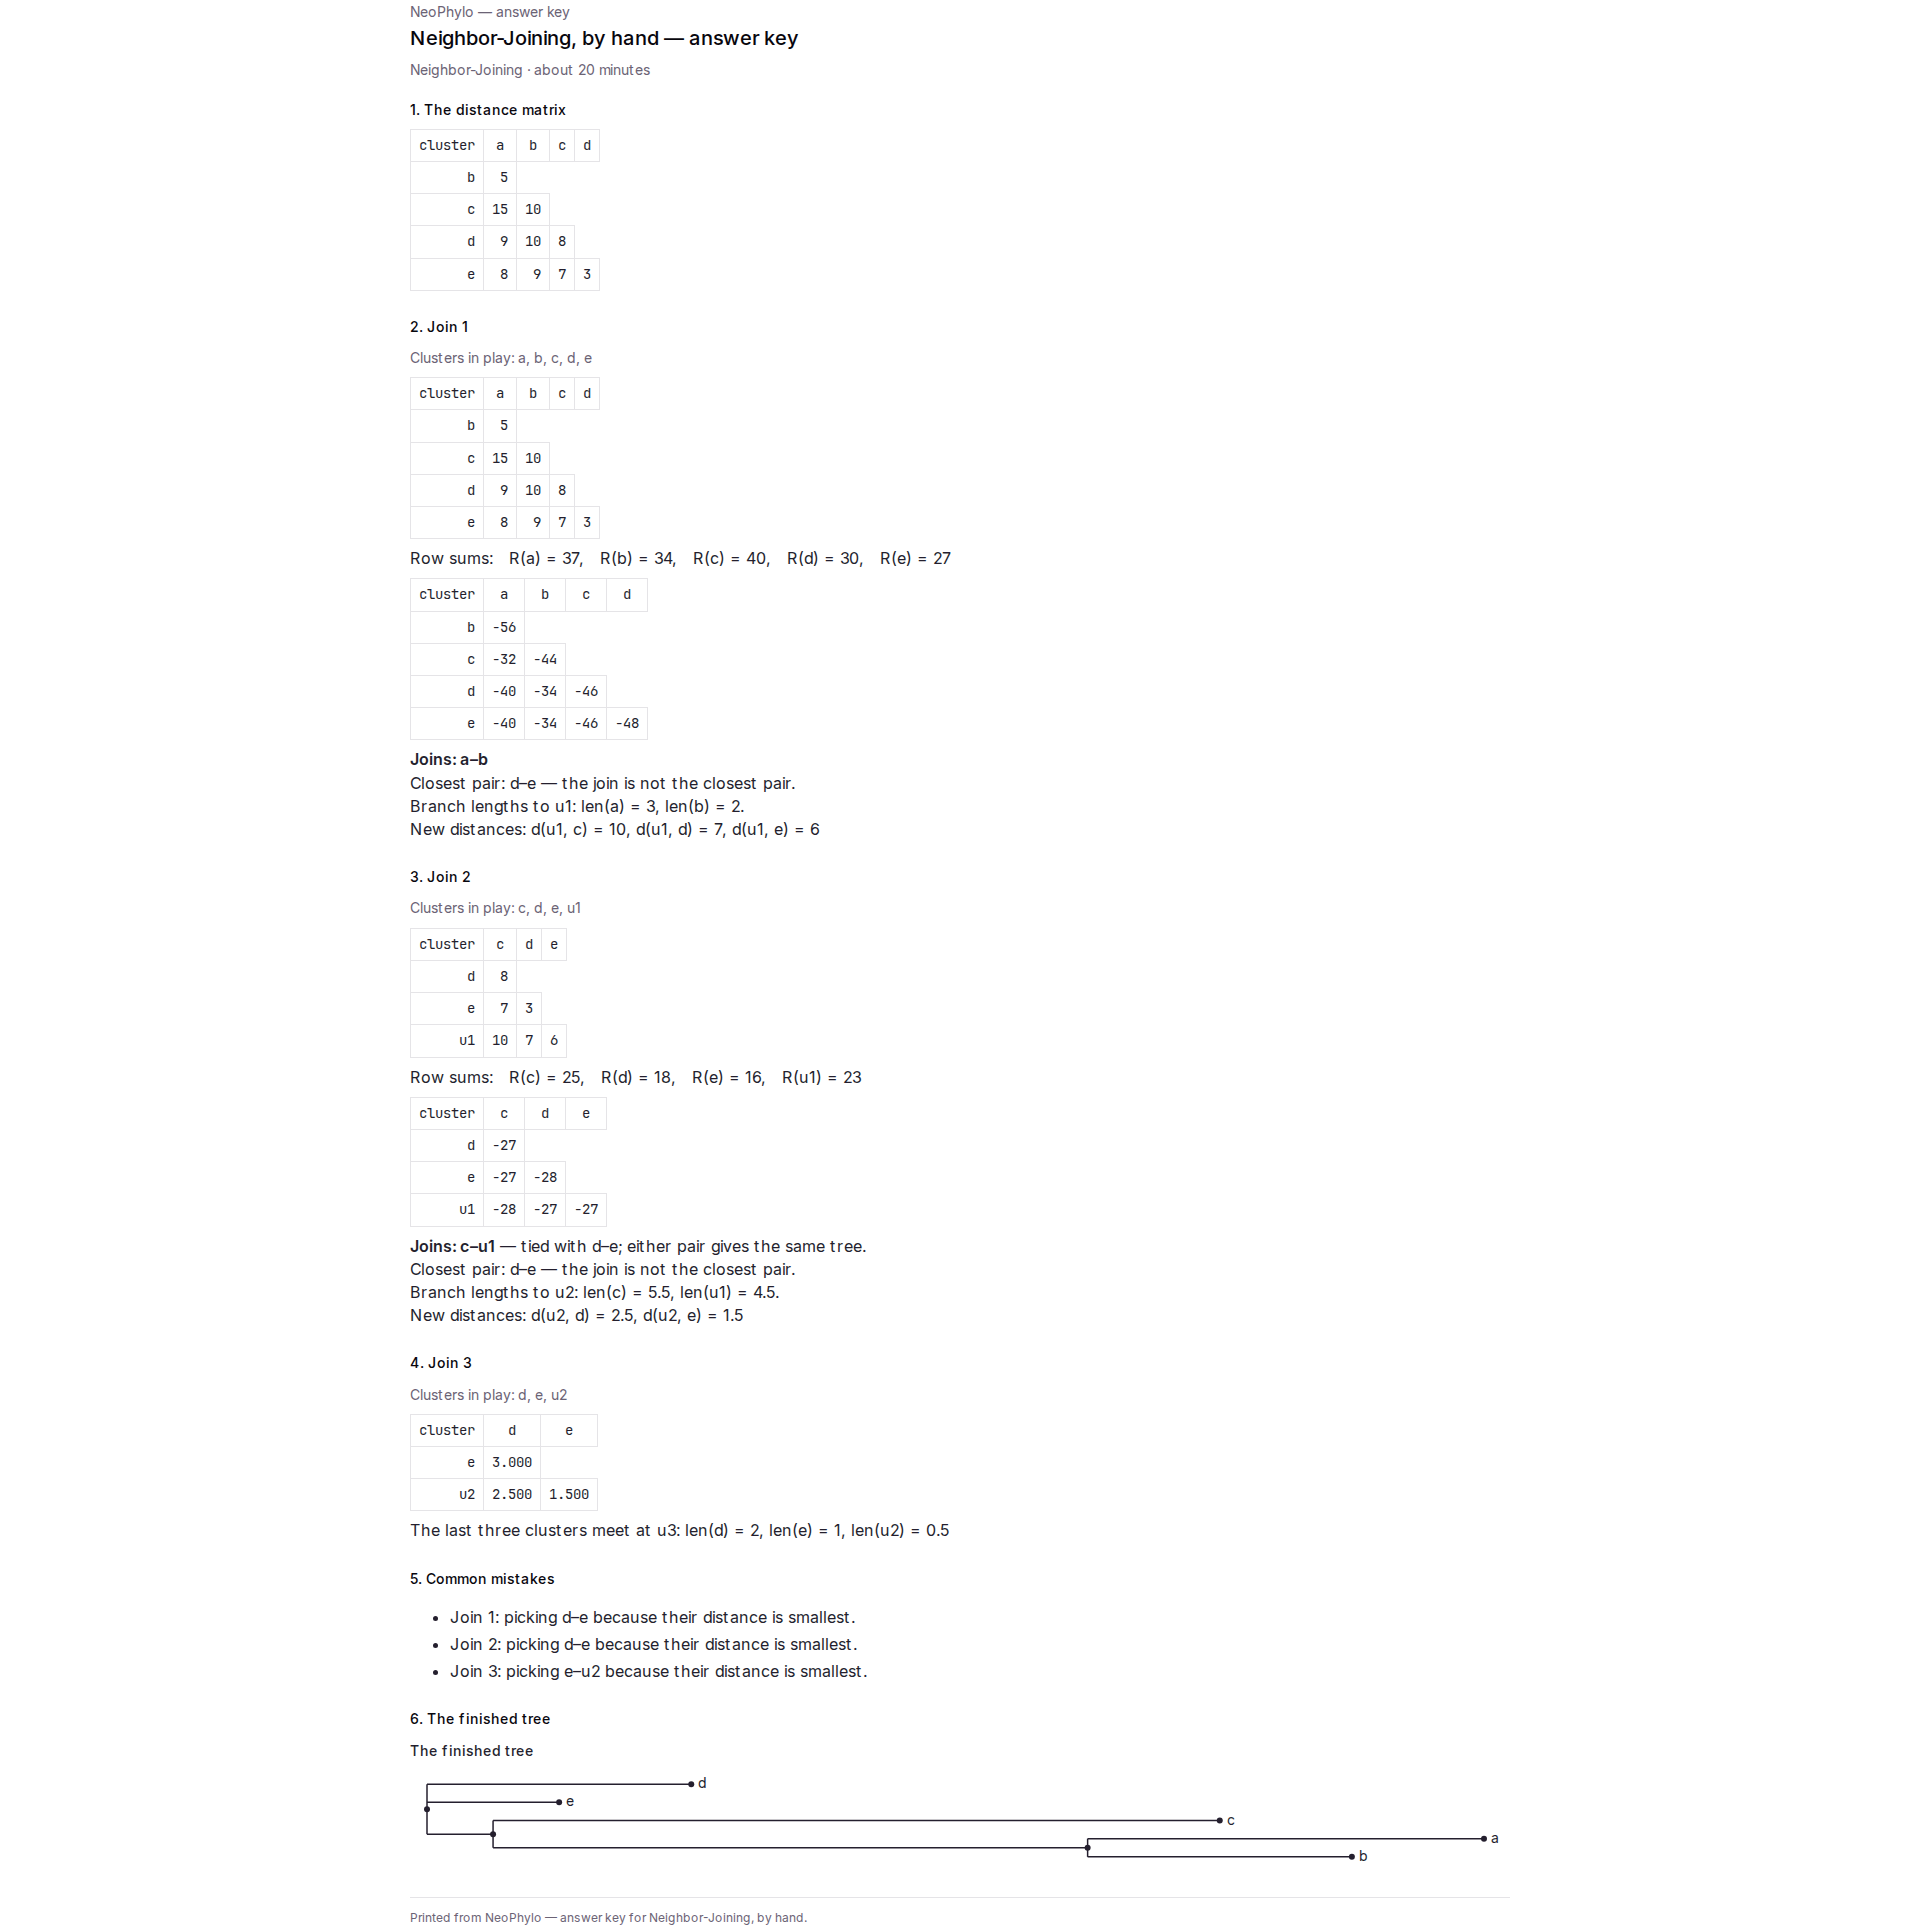 NeoPhylo — answer key
Neighbor-Joining, by hand — answer key
Neighbor-Joining · about 20 minutes
1. The distance matrix
cluster a b c d
b 5
c 15 10
d 9 10 8
e 8 9 7 3
2. Join 1
Clusters in play: a, b, c, d, e
cluster a b c d
b 5
c 15 10
d 9 10 8
e 8 9 7 3
Row sums: R(a) = 37, R(b) = 34, R(c) = 40, R(d) = 30, R(e) = 27
cluster a b c d
b -56
c -32 -44
d -40 -34 -46
e -40 -34 -46 -48
Joins: a–b
Closest pair: d–e — the join is not the closest pair.
Branch lengths to u1: len(a) = 3, len(b) = 2.
New distances: d(u1, c) = 10, d(u1, d) = 7, d(u1, e) = 6
3. Join 2
Clusters in play: c, d, e, u1
cluster c d e
d 8
e 7 3
u1 10 7 6
Row sums: R(c) = 25, R(d) = 18, R(e) = 16, R(u1) = 23
cluster c d e
d -27
e -27 -28
u1 -28 -27 -27
Joins: c–u1 — tied with d–e; either pair gives the same tree.
Closest pair: d–e — the join is not the closest pair.
Branch lengths to u2: len(c) = 5.5, len(u1) = 4.5.
New distances: d(u2, d) = 2.5, d(u2, e) = 1.5
4. Join 3
Clusters in play: d, e, u2
cluster d e
e 3.000
u2 2.500 1.500
The last three clusters meet at u3: len(d) = 2, len(e) = 1, len(u2) = 0.5
5. Common mistakes
• Join 1: picking d–e because their distance is smallest.
• Join 2: picking d–e because their distance is smallest.
• Join 3: picking e–u2 because their distance is smallest.
6. The finished tree
The finished tree
d
e
c
a
b
Printed from NeoPhylo — answer key for Neighbor-Joining, by hand.